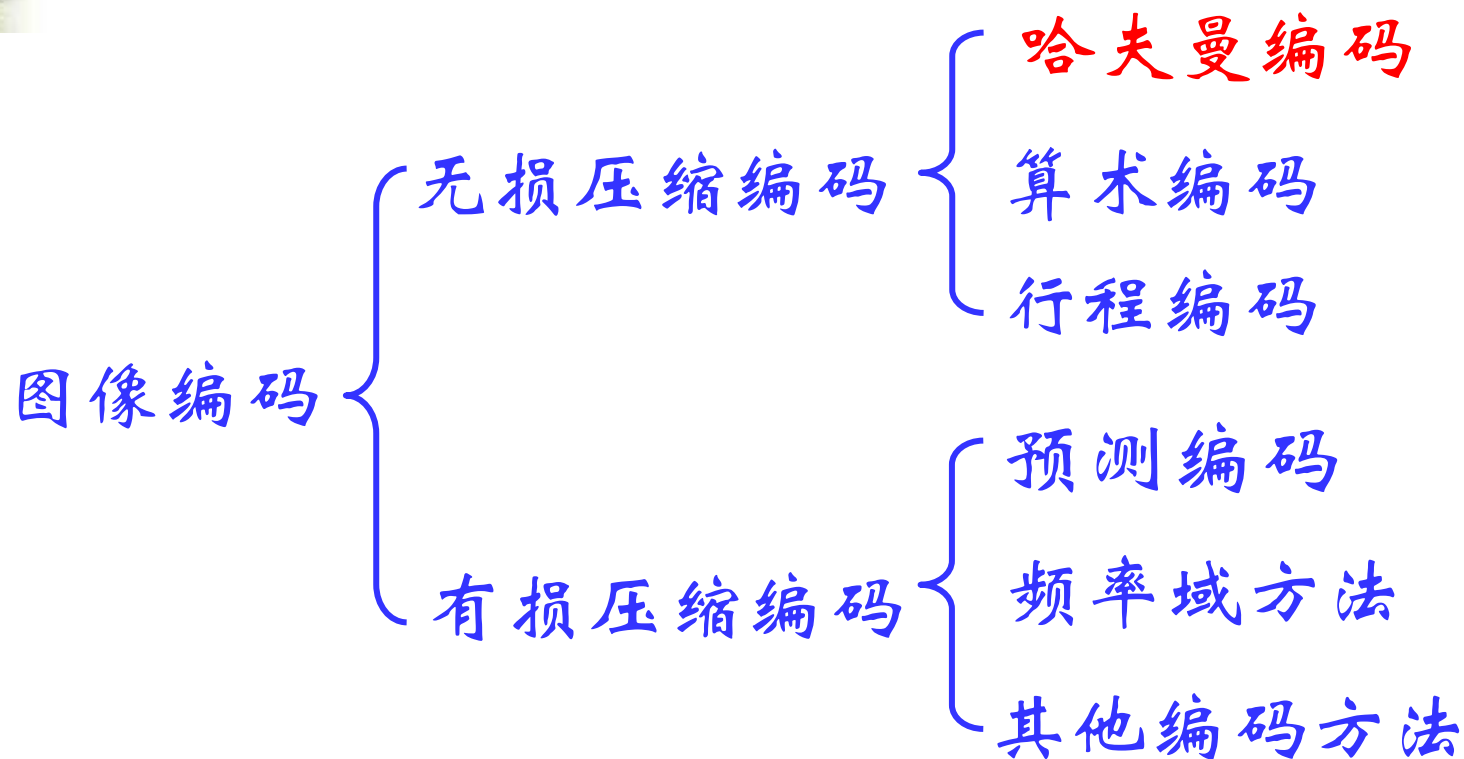 图像编码
无损压缩编码
哈夫曼编码
算术编码
行程编码
有损压缩编码
预测编码
频率域方法
其他编码方法